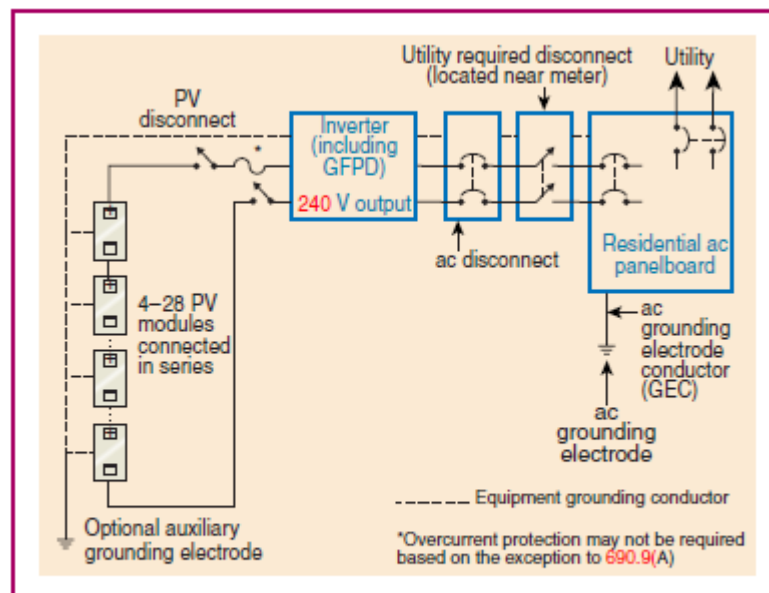 Utility required disconnect
(located near meter)
Utility
PV
disconnect
*
Inverter
(including
GFPD)
240 V output
ac disconnect
Residential ac
panelboard
4–28 PV
modules
connected
in series
ac
grounding
electrode
conductor
(GEC)
ac
grounding
electrode
Equipment grounding conductor
Optional auxiliary
grounding electrode
*Overcurrent protection may not be required
based on the exception to 690.9(A)